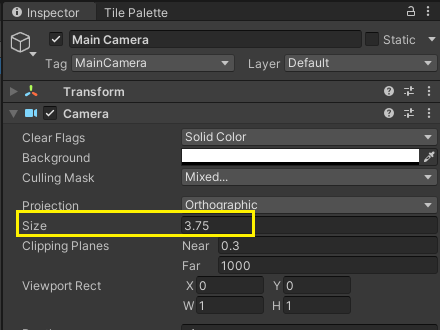 Inspector Tile Palette
Main Camera Static
Tag MainCamera Layer Default
Transform
Camera
Clear Flags Solid Color
Background
Culling Mask Mixed...
Projection Orthographic
Size 3.75
Clipping Planes Near 0.3
Far 1000
Viewport Rect X 0 Y 0
W 1 H 1